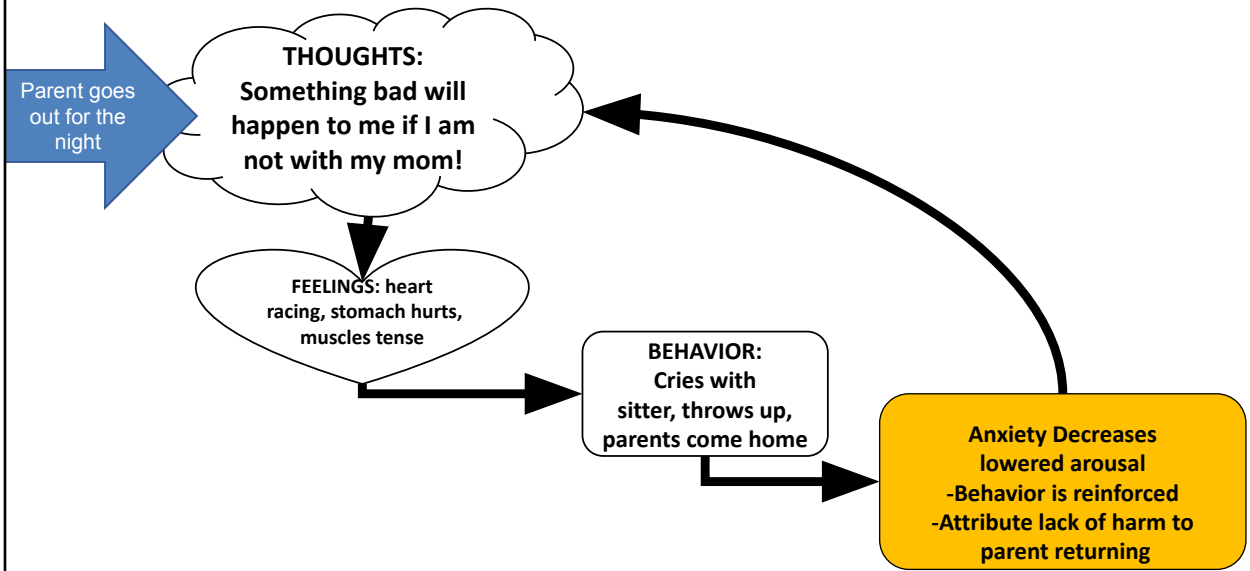 Parent goes
out for the
night
THOUGHTS:
Something bad will
happen to me if I am
not with my mom!
FEELINGS: heart
racing, stomach hurts,
muscles tense
BEHAVIOR:
Cries with
sitter, throws up,
parents come home
Anxiety Decreases
lowered arousal
-Behavior is reinforced
-Attribute lack of harm to
parent returning